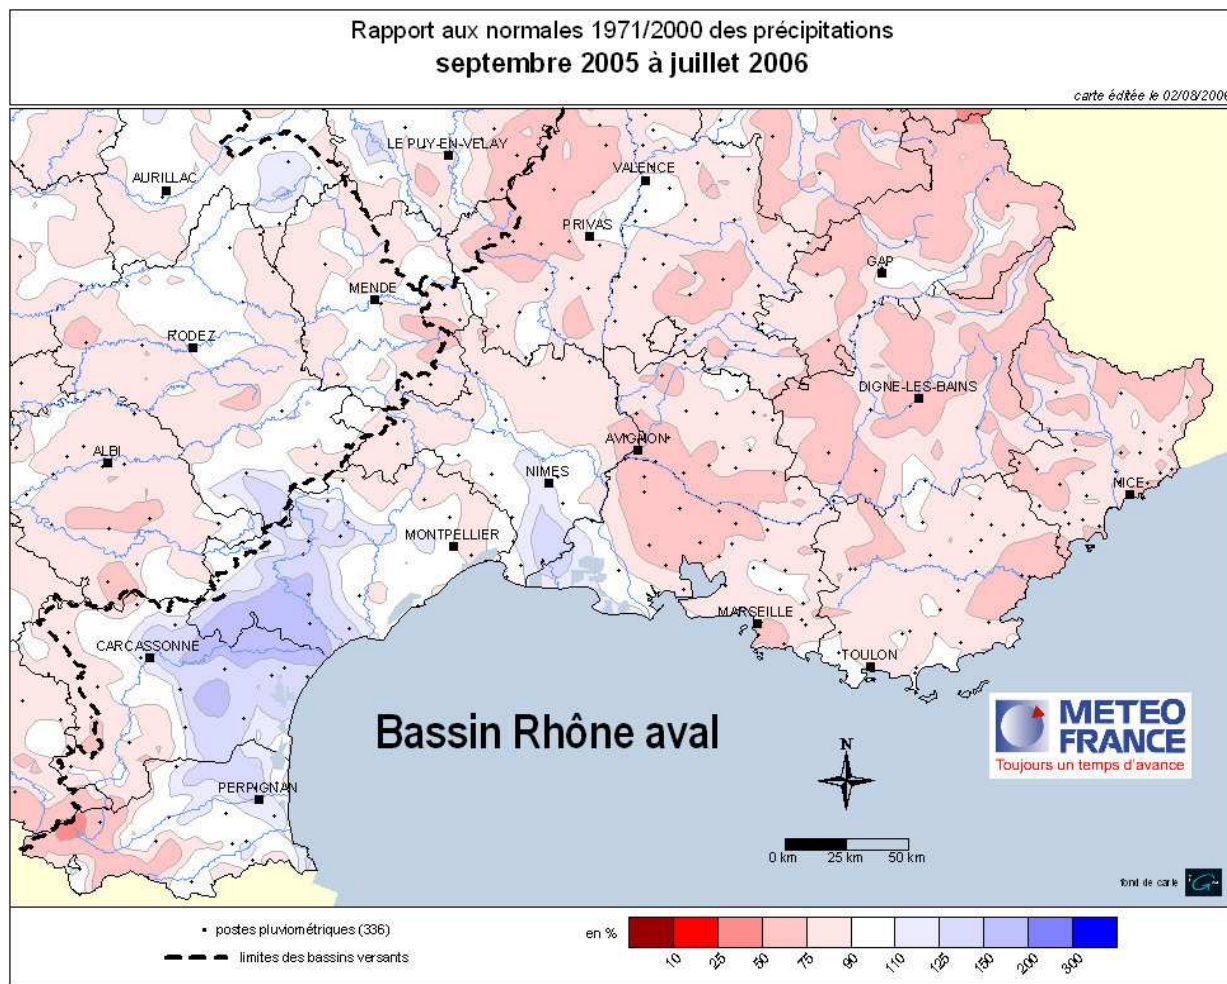 Rapport aux normales 1971/2000 des précipitations
septembre 2005 à juillet 2006
carte éditée le 02/08/2006
LE PUY-EN-VELAY
AURILLAC
VALENCE
PRIVAS
GAP
MENDE
RODEZ
DIGNE-LES-BAINS
AVIGNON
ALBI
NIMES
NICE
MONTPELLIER
MARSEILLE
CARCASSONNE
TOULON
Bassin Rhône aval
METEO
FRANCE
Toujours un temps d'avance
N
PERPIGNAN
0 km 25 km 50 km
fond de carte
postes pluviométriques (336)
limites des bassins versants
en %
10 25 50 75 90 110 125 150 200 300